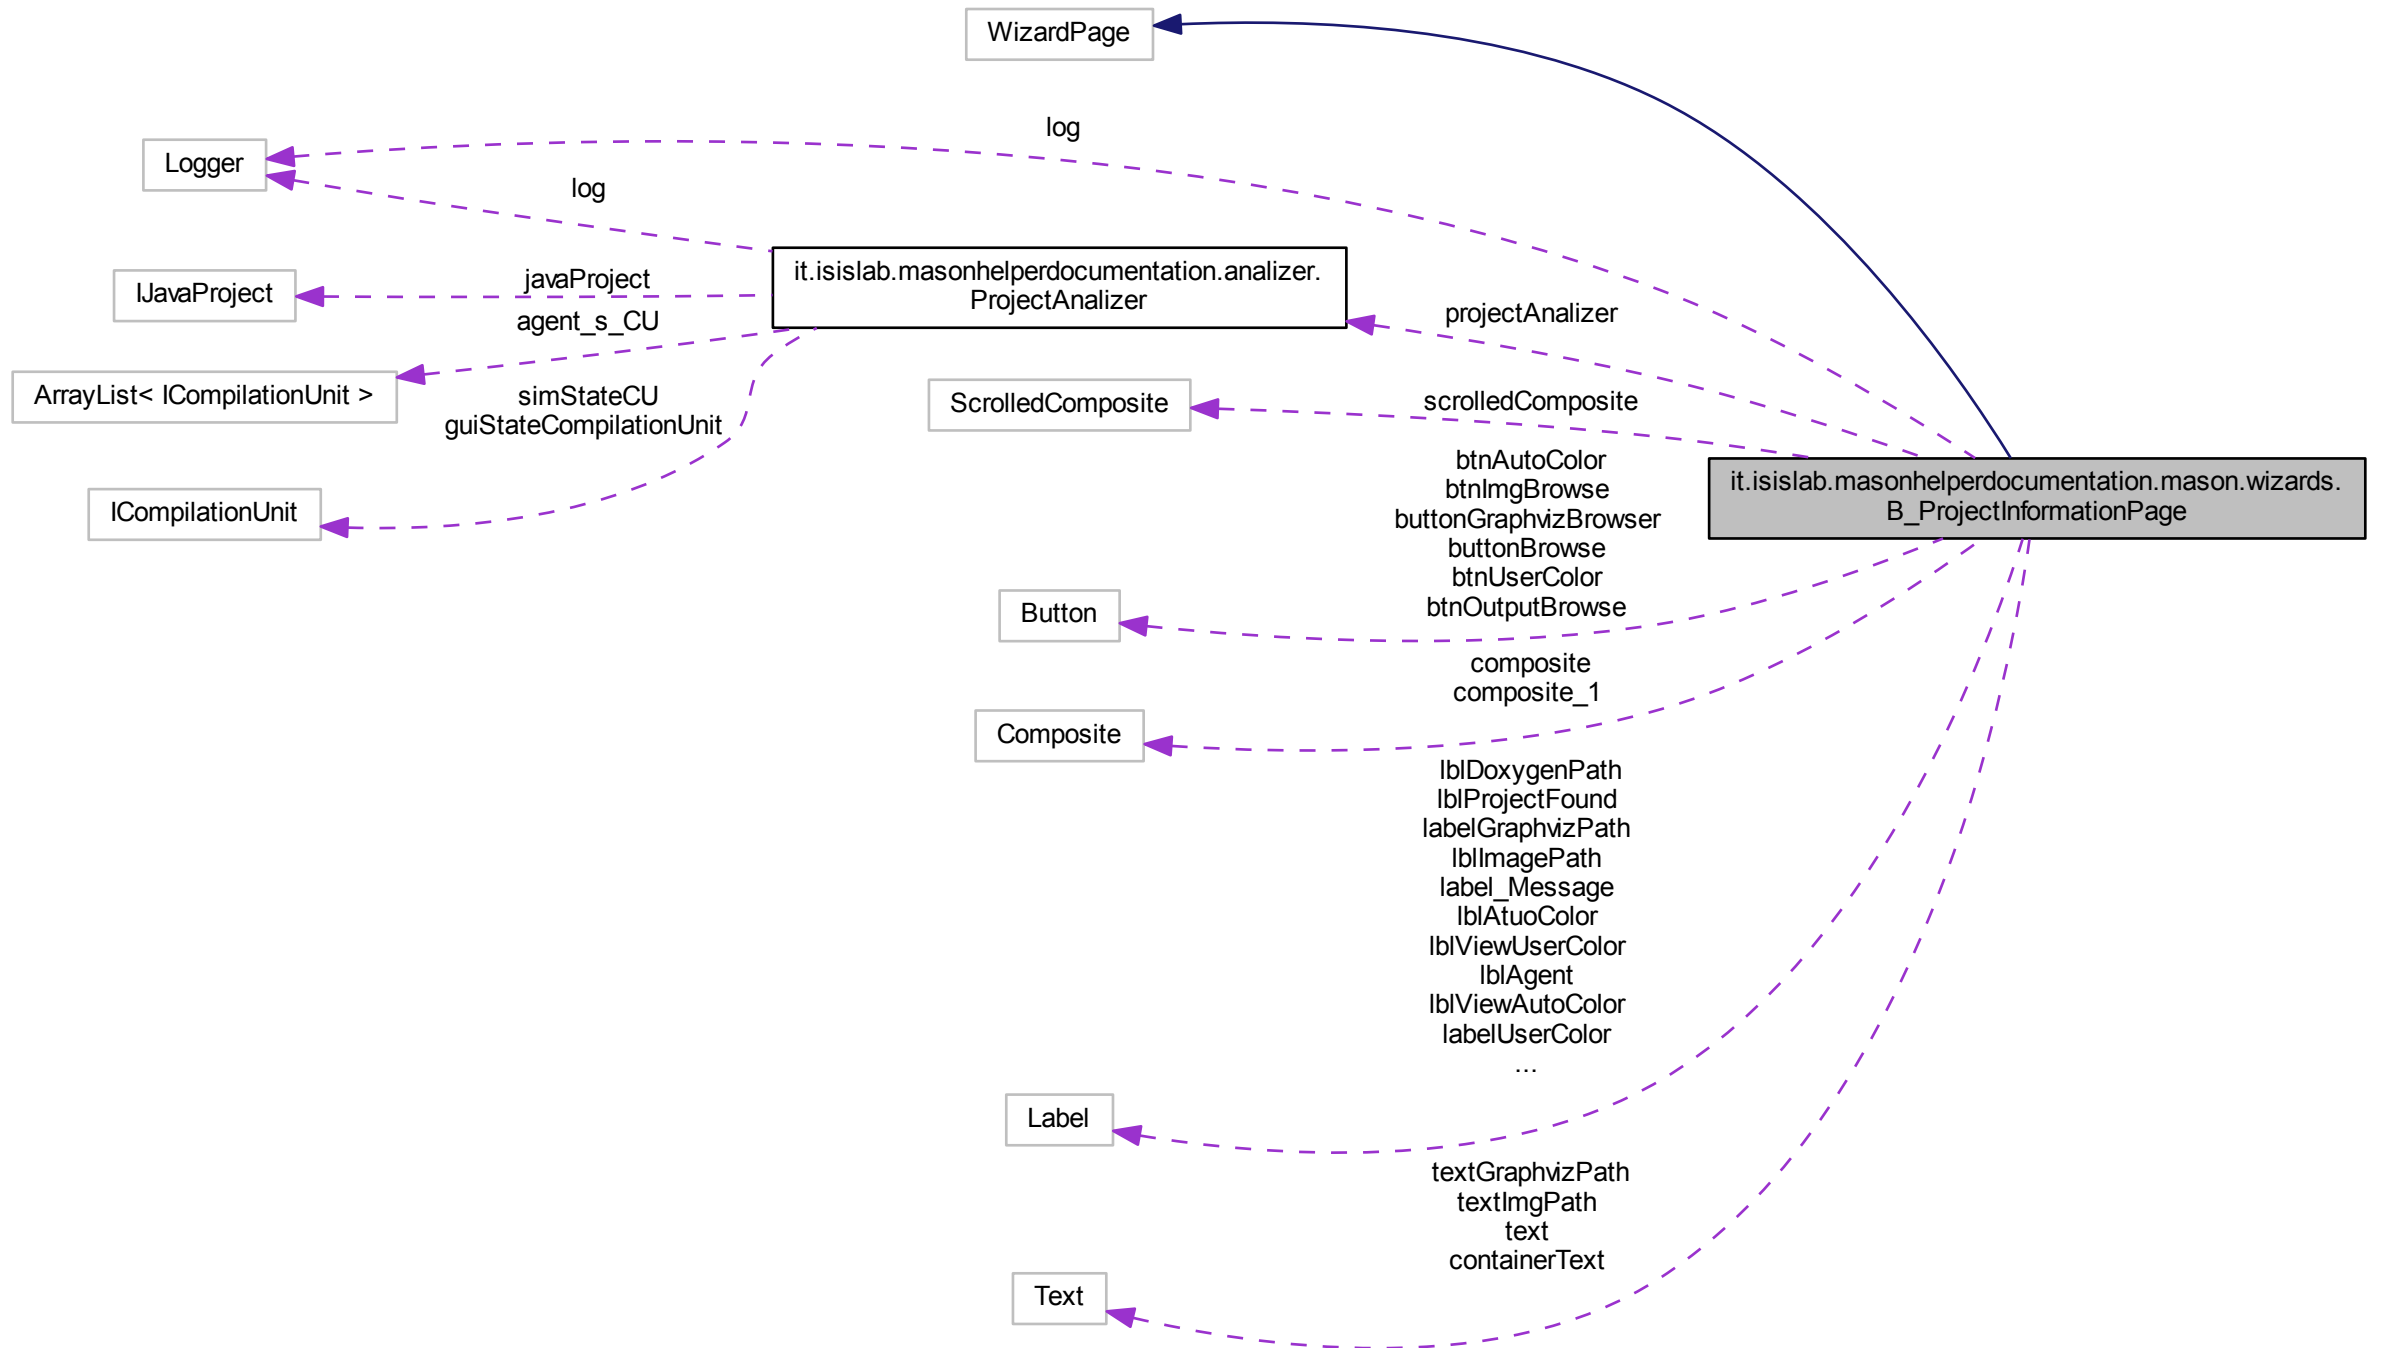 WizardPage
log
Logger
log
it.isislab.masonhelperdocumentation.analizer.
ProjectAnalizer
javaProject
IJavaProject
projectAnalizer
agent_s_CU
ArrayList< ICompilationUnit >
simStateCU
guiStateCompilationUnit
ScrolledComposite
scrolledComposite
it.isislab.masonhelperdocumentation.mason.wizards.
B_ProjectInformationPage
ICompilationUnit
btnAutoColor
btnImgBrowse
buttonGraphvizBrowser
buttonBrowse
btnUserColor
btnOutputBrowse
Button
composite
composite_1
Composite
lblDoxygenPath
lblProjectFound
labelGraphvizPath
lblImagePath
label_Message
lblAtuoColor
lblViewUserColor
lblAgent
lblViewAutoColor
labelUserColor
...
Label
textGraphvizPath
textImgPath
text
containerText
Text